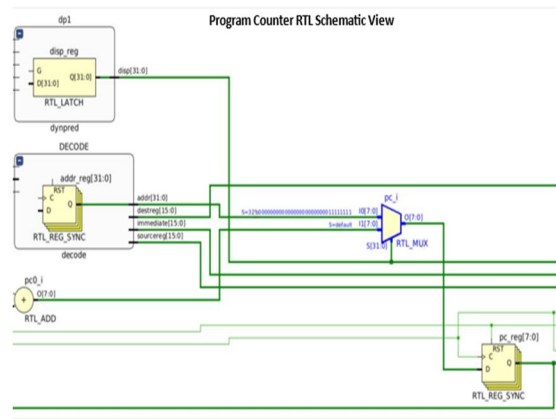 Program Counter RTL Schematic View
dp1
disp_reg
G
D[31:0]
Q[31:0]
disp[31:0]
RTL_LATCH
dynpred
DECODE
addr_reg[31:0]
RST
C
D
Q
RTL_REG_SYNC
addr[31:0]
destreg[15:0]
immediate[15:0]
sourcereg[15:0]
decode
pc_i
I0[7:0]
S=default
I1[7:0]
O[7:0]
S[31:0]
RTL_MUX
pc0_i
+
O[7:0]
RTL_ADD
pc_reg[7:0]
RST
C
D
Q
RTL_REG_SYNC